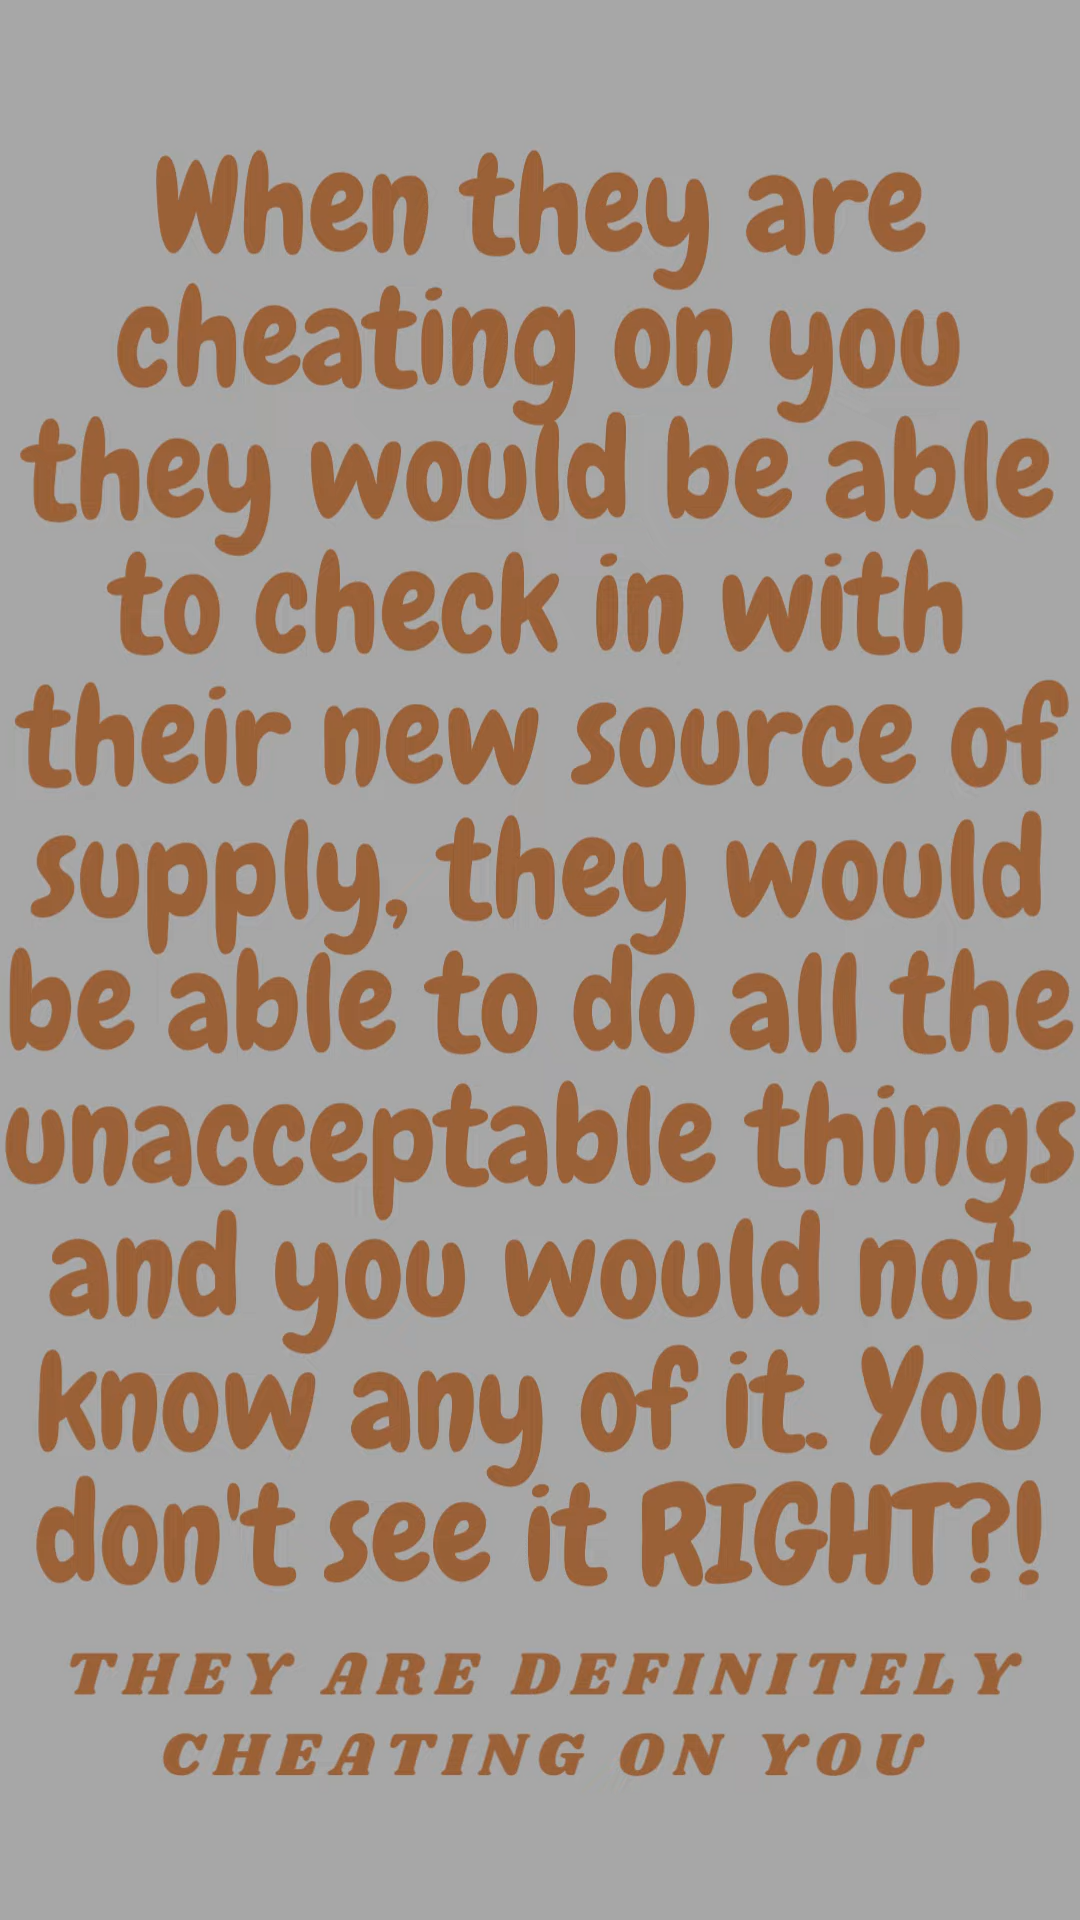 When they are
cheating on you
they would be able
to check in with
their new source of
supply, they would
be able to do all the
unacceptable things
and you would not
know any of it. You
don't see it RIGHT?!
THEY ARE DEFINITELY
CHEATING ON YOU